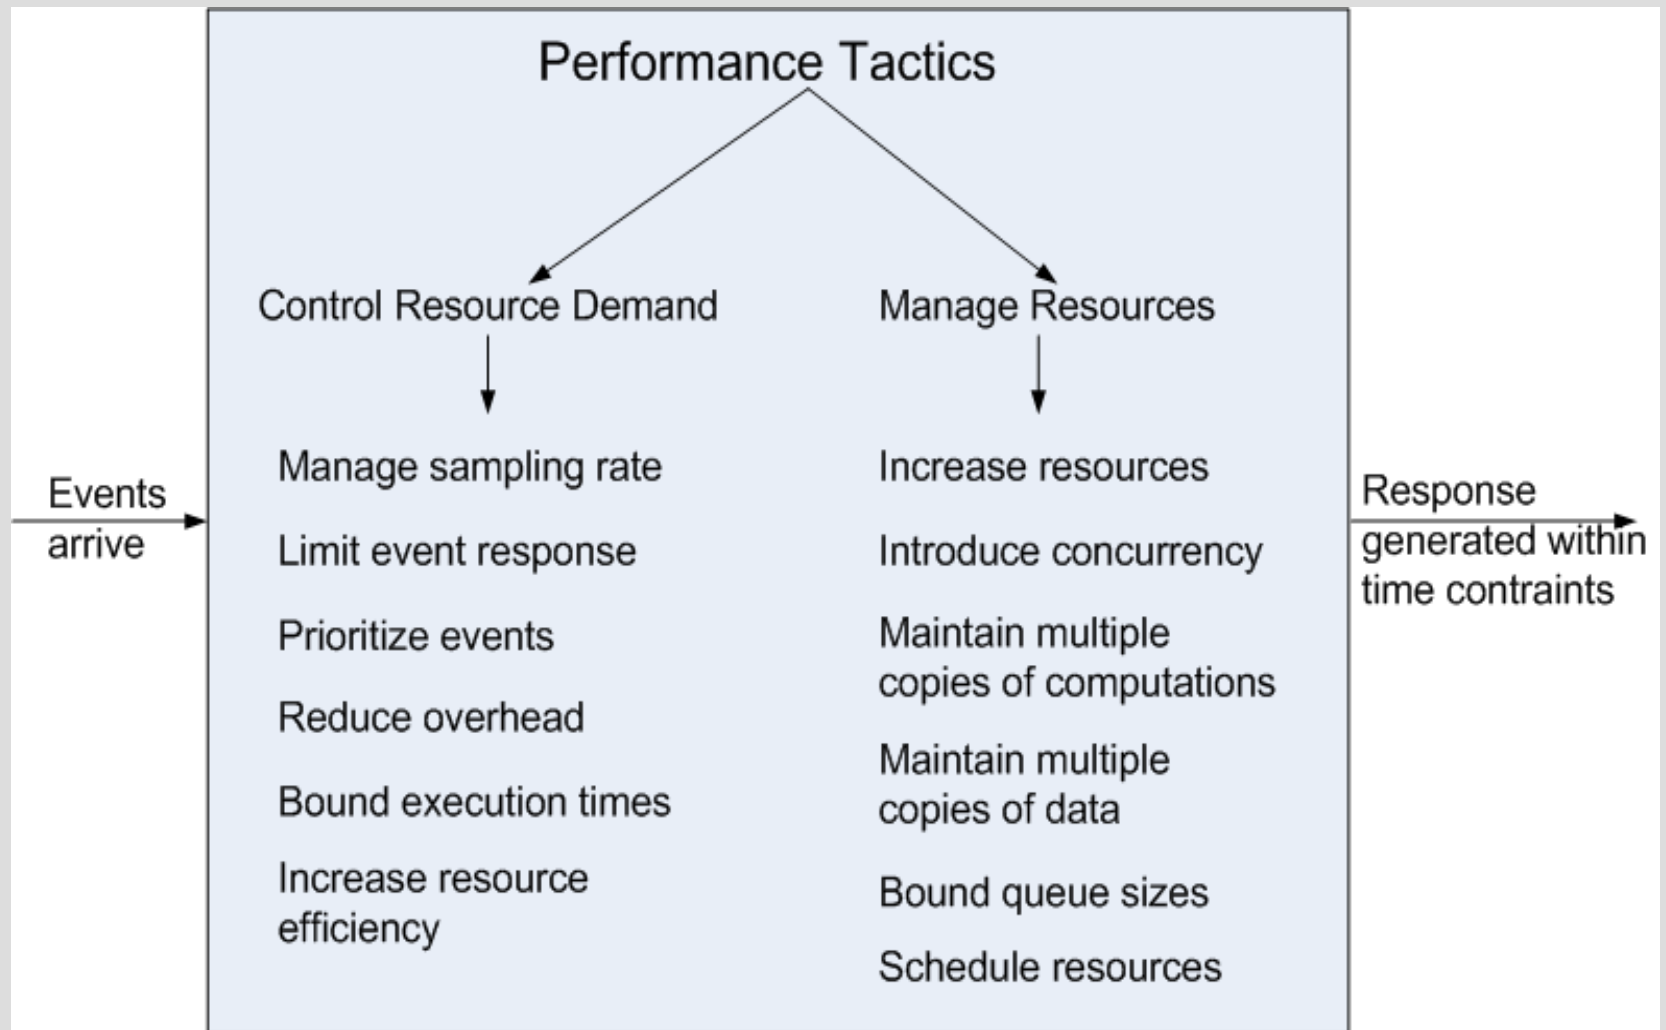 Performance Tactics
Control Resource Demand
Manage sampling rate
Limit event response
Prioritize events
Reduce overhead
Bound execution times
Increase resource
efficiency
Manage Resources
Increase resources
Introduce concurrency
Maintain multiple
copies of computations
Maintain multiple
copies of data
Bound queue sizes
Schedule resources
Events
arrive
Response
generated within
time contraints